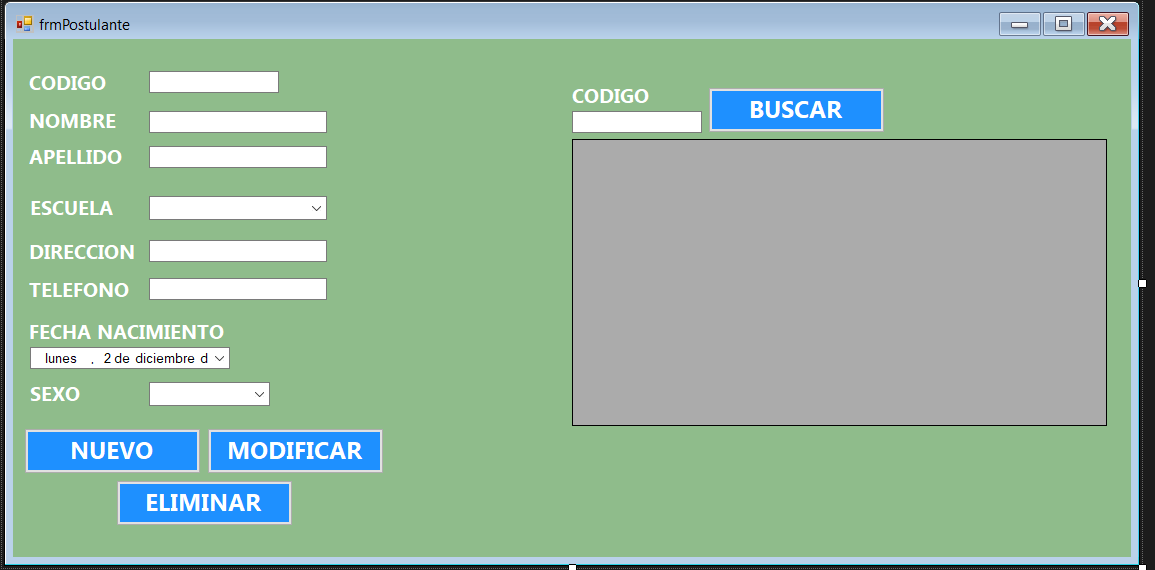 frmPostulante
CODIGO
NOMBRE
APELLIDO
ESCUELA
DIRECCION
TELEFONO
FECHA NACIMIENTO
lunes , 2 de diciembre d
SEXO
NUEVO MODIFICAR
ELIMINAR
CODIGO
BUSCAR